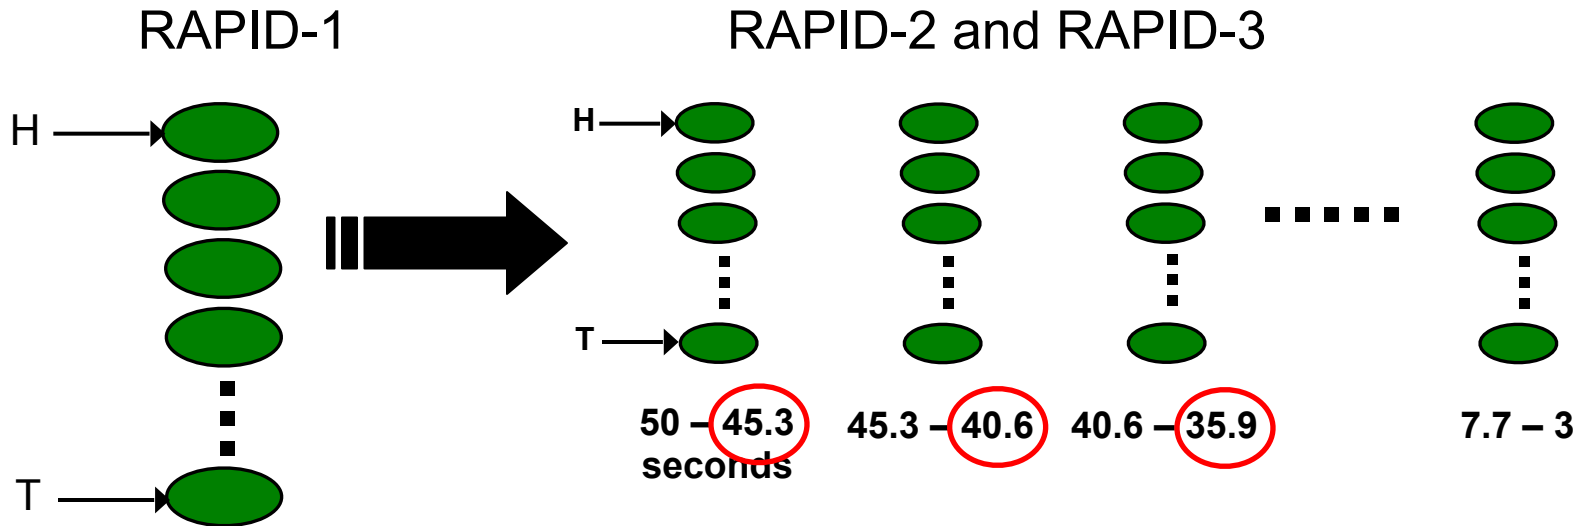 RAPID-1
RAPID-2 and RAPID-3
H
T
H
T
50 – 45.3
seconds
45.3 – 40.6
40.6 – 35.9
7.7 – 3